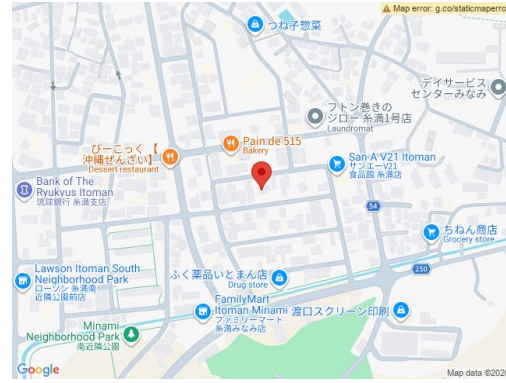 Map error: g.co/staticmaperro
つね子惣菜
デイサービス
センターみなみ
フトン巻きの
ジロー 糸満1号店
Laundromat
Pain de 515
Bakery
ぴーこっく 【
沖縄ぜんざい】
Dessert restaurant
San-A V21 Itoman
サンエーV21
食品館 糸満店
Bank of The
Ryukyus Itoman
琉球銀行 糸満支店
54
ちねん商店
Grocery store
250
ふく薬品いとまん店
Drug store
Lawson Itoman South
Neighborhood Park
ローソン 糸満南
近隣公園前店
FamilyMart
Itoman Minami
ファミリーマート
糸満みなみ店
渡口スクリーン印刷
Minami
Neighborhood Park
南近隣公園
Google
Map data ©2026